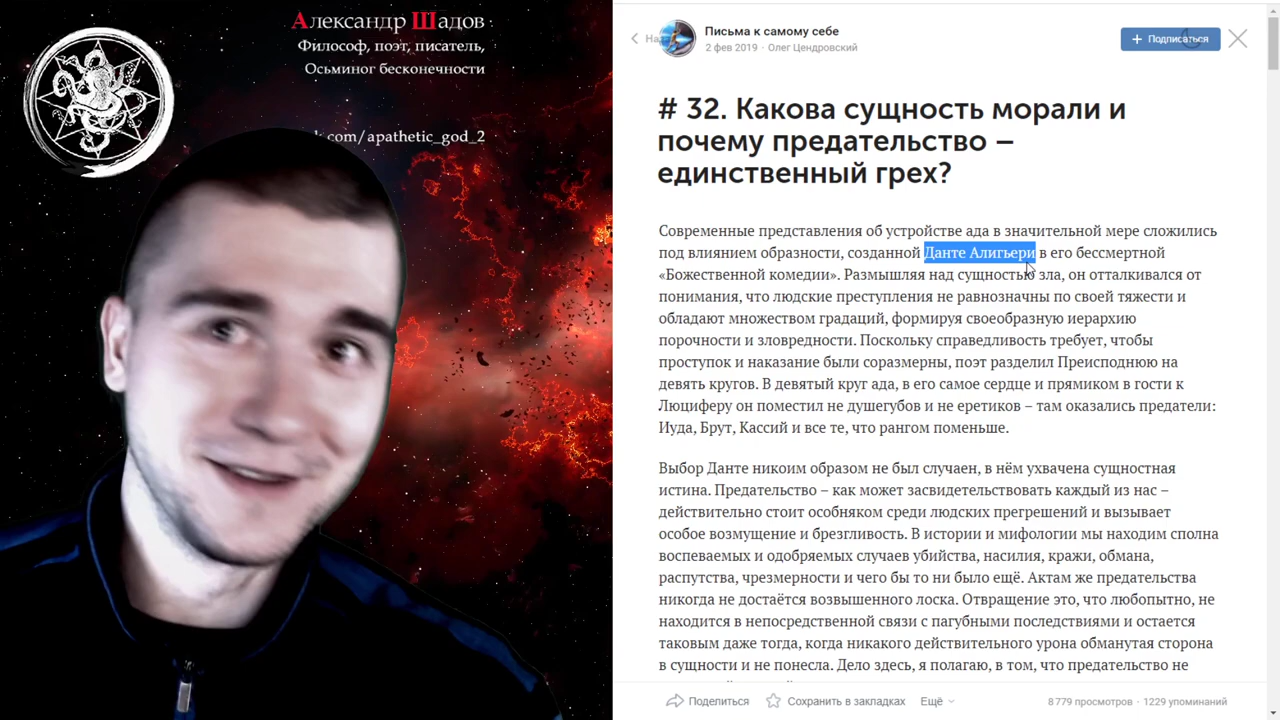 Александр Шадов
Философ, поэт, писатель,
Осьминог бесконечности
com/apathetic_god_2
Письма к самому себе
2 фев 2019 · Олег Цендровский
+ Подписаться
# 32. Какова сущность морали и
почему предательство –
единственный грех?
Современные представления об устройстве ада в значительной мере сложились
под влиянием образности, созданной Данте Алигьери в его бессмертной
«Божественной комедии». Размышляя над сущностью зла, он отталкивался от
понимания, что людские преступления не равнозначны по своей тяжести и
обладают множеством градаций, формируя своеобразную иерархию
порочности и зловредности. Поскольку справедливость требует, чтобы
проступок и наказание были соразмерны, поэт разделил Преисподнюю на
девять кругов. В девятый круг ада, в его самое сердце и прямиком в гости к
Люциферу он поместил не душегубов и не еретиков – там оказались предатели:
Иуда, Брут, Кассий и все те, что рангом поменьше.
Выбор Данте никоим образом не был случаен, в нём ухвачена сущностная
истина. Предательство – как может засвидетельствовать каждый из нас –
действительно стоит особняком среди людских прегрешений и вызывает
особое возмущение и брезгливость. В истории и мифологии мы находим сполна
воспеваемых и одобряемых случаев убийства, насилия, кражи, обмана,
распутства, чрезмерности и чего бы то ни было ещё. Актам же предательства
никогда не достаётся возвышенного лоска. Отвращение это, что любопытно, не
находится в непосредственной связи с пагубными последствиями и остается
таковым даже тогда, когда никакого действительного урона обманутая сторона
в сущности и не понесла. Дело здесь, я полагаю, в том, что предательство не
Поделиться
Сохранить в закладках
Ещё
8 779 просмотров · 1229 упоминаний